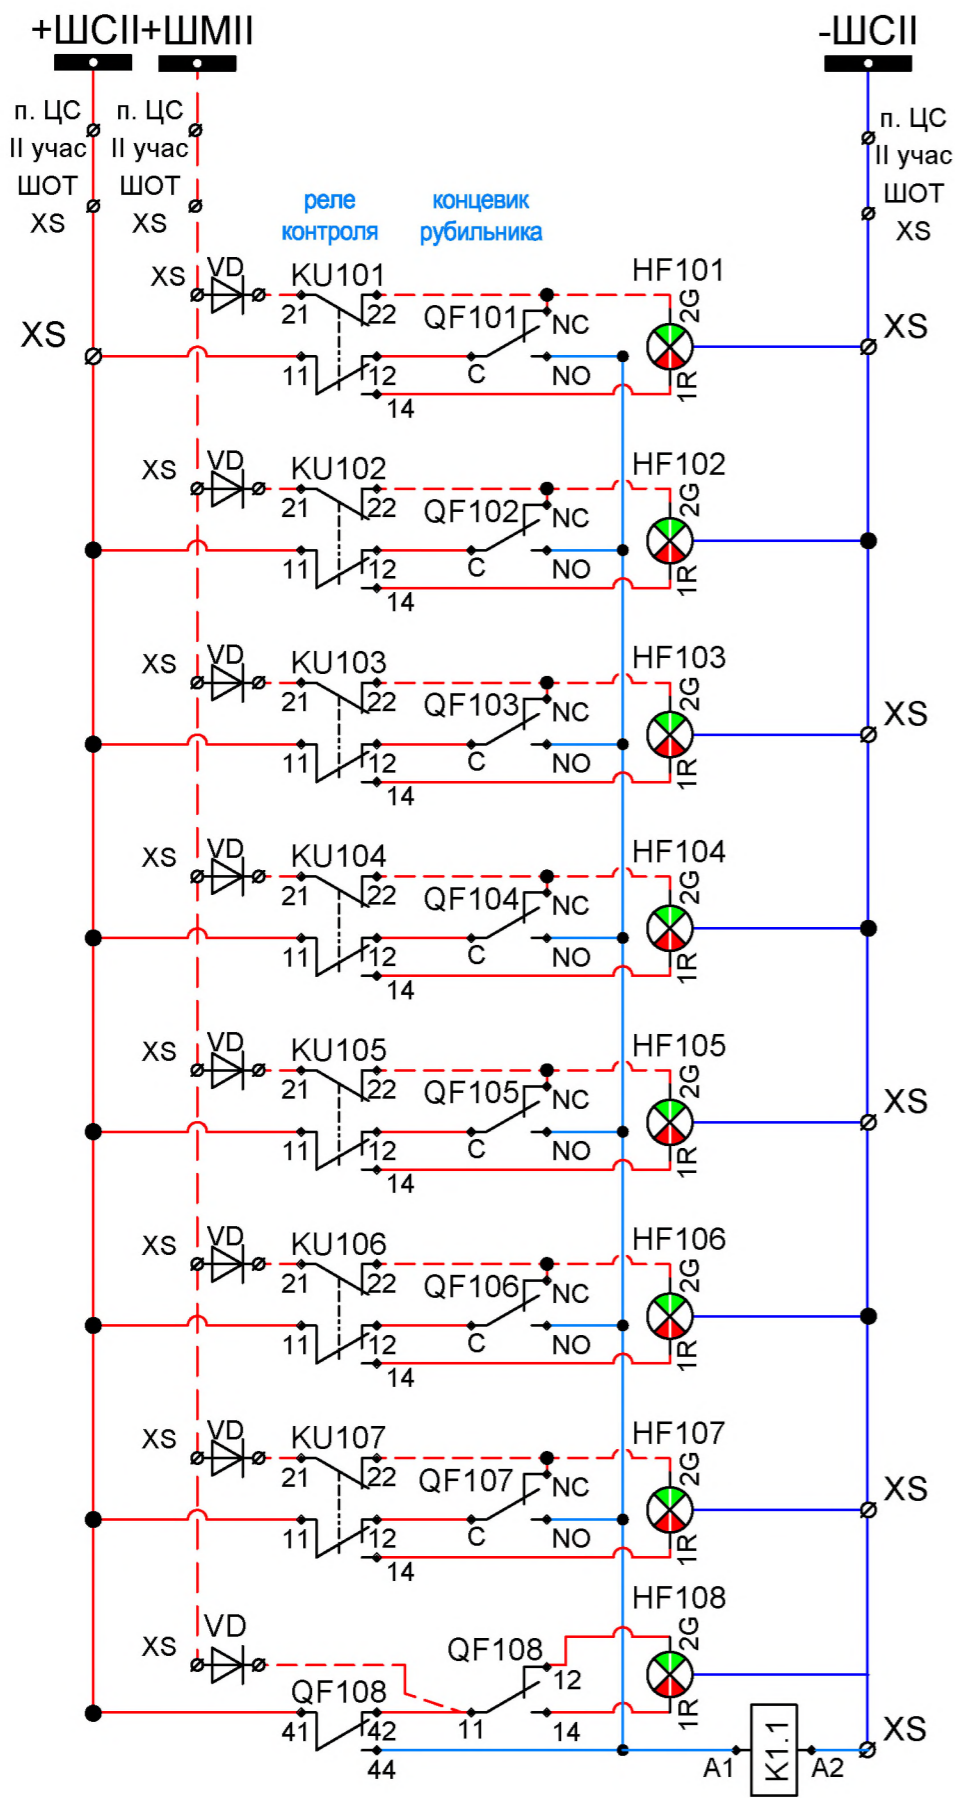 +ШСII +ШМII -ШСII
п. ЦС п. ЦС п. ЦС
II учас II учас II учас
ШОТ ШОТ ШОТ
XS XS XS
реле концевик
контроля рубильника
XS VD KU101 HF101
21 22 QF101 NC 2G XS
XS 11 12 C NO 1R
14
XS VD KU102 HF102
21 22 QF102 NC 2G
11 12 C NO 1R
14
XS VD KU103 HF103
21 22 QF103 NC 2G XS
11 12 C NO 1R
14
XS VD KU104 HF104
21 22 QF104 NC 2G
11 12 C NO 1R
14
XS VD KU105 HF105
21 22 QF105 NC 2G XS
11 12 C NO 1R
14
XS VD KU106 HF106
21 22 QF106 NC 2G
11 12 C NO 1R
14
XS VD KU107 HF107
21 22 QF107 NC 2G XS
11 12 C NO 1R
14
XS VD QF108 HF108
12 2G
QF108
41 42 11 14 1R XS
44 A1 K1.1 A2